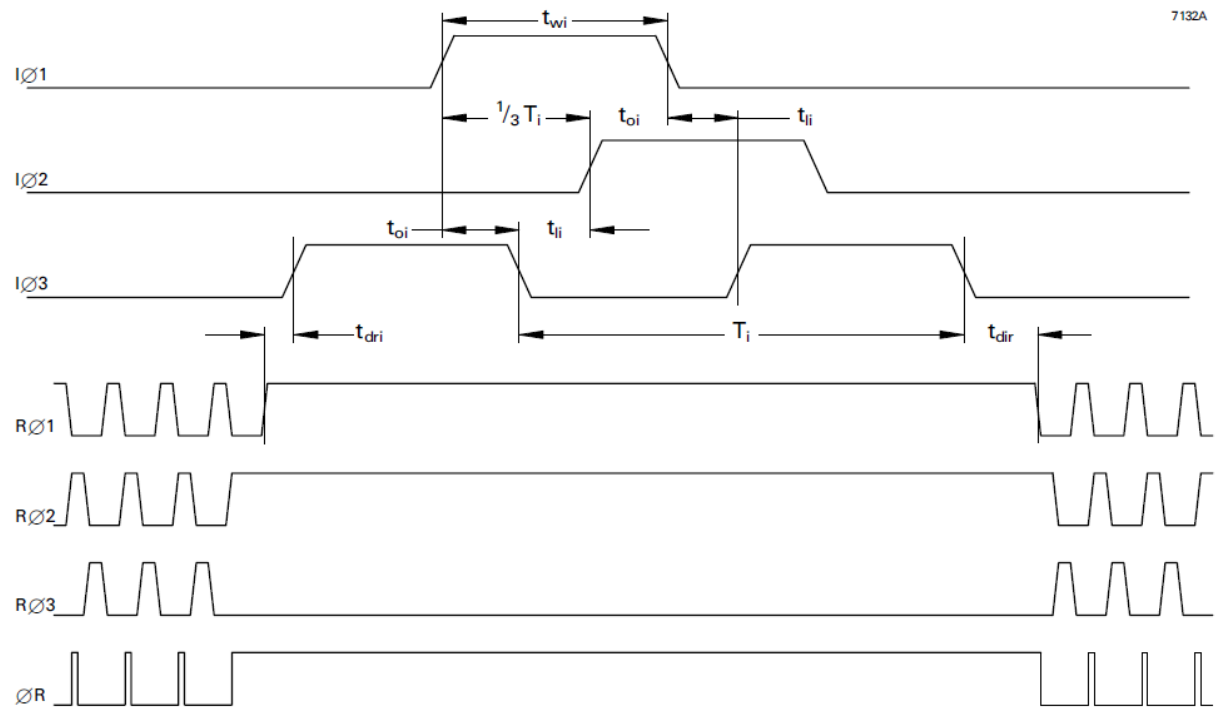 7132A
t_wi
IØ1
1/3 T_i t_oi t_li
IØ2
t_oi t_li
IØ3
t_dri T_i t_dir
RØ1
RØ2
RØ3
ØR